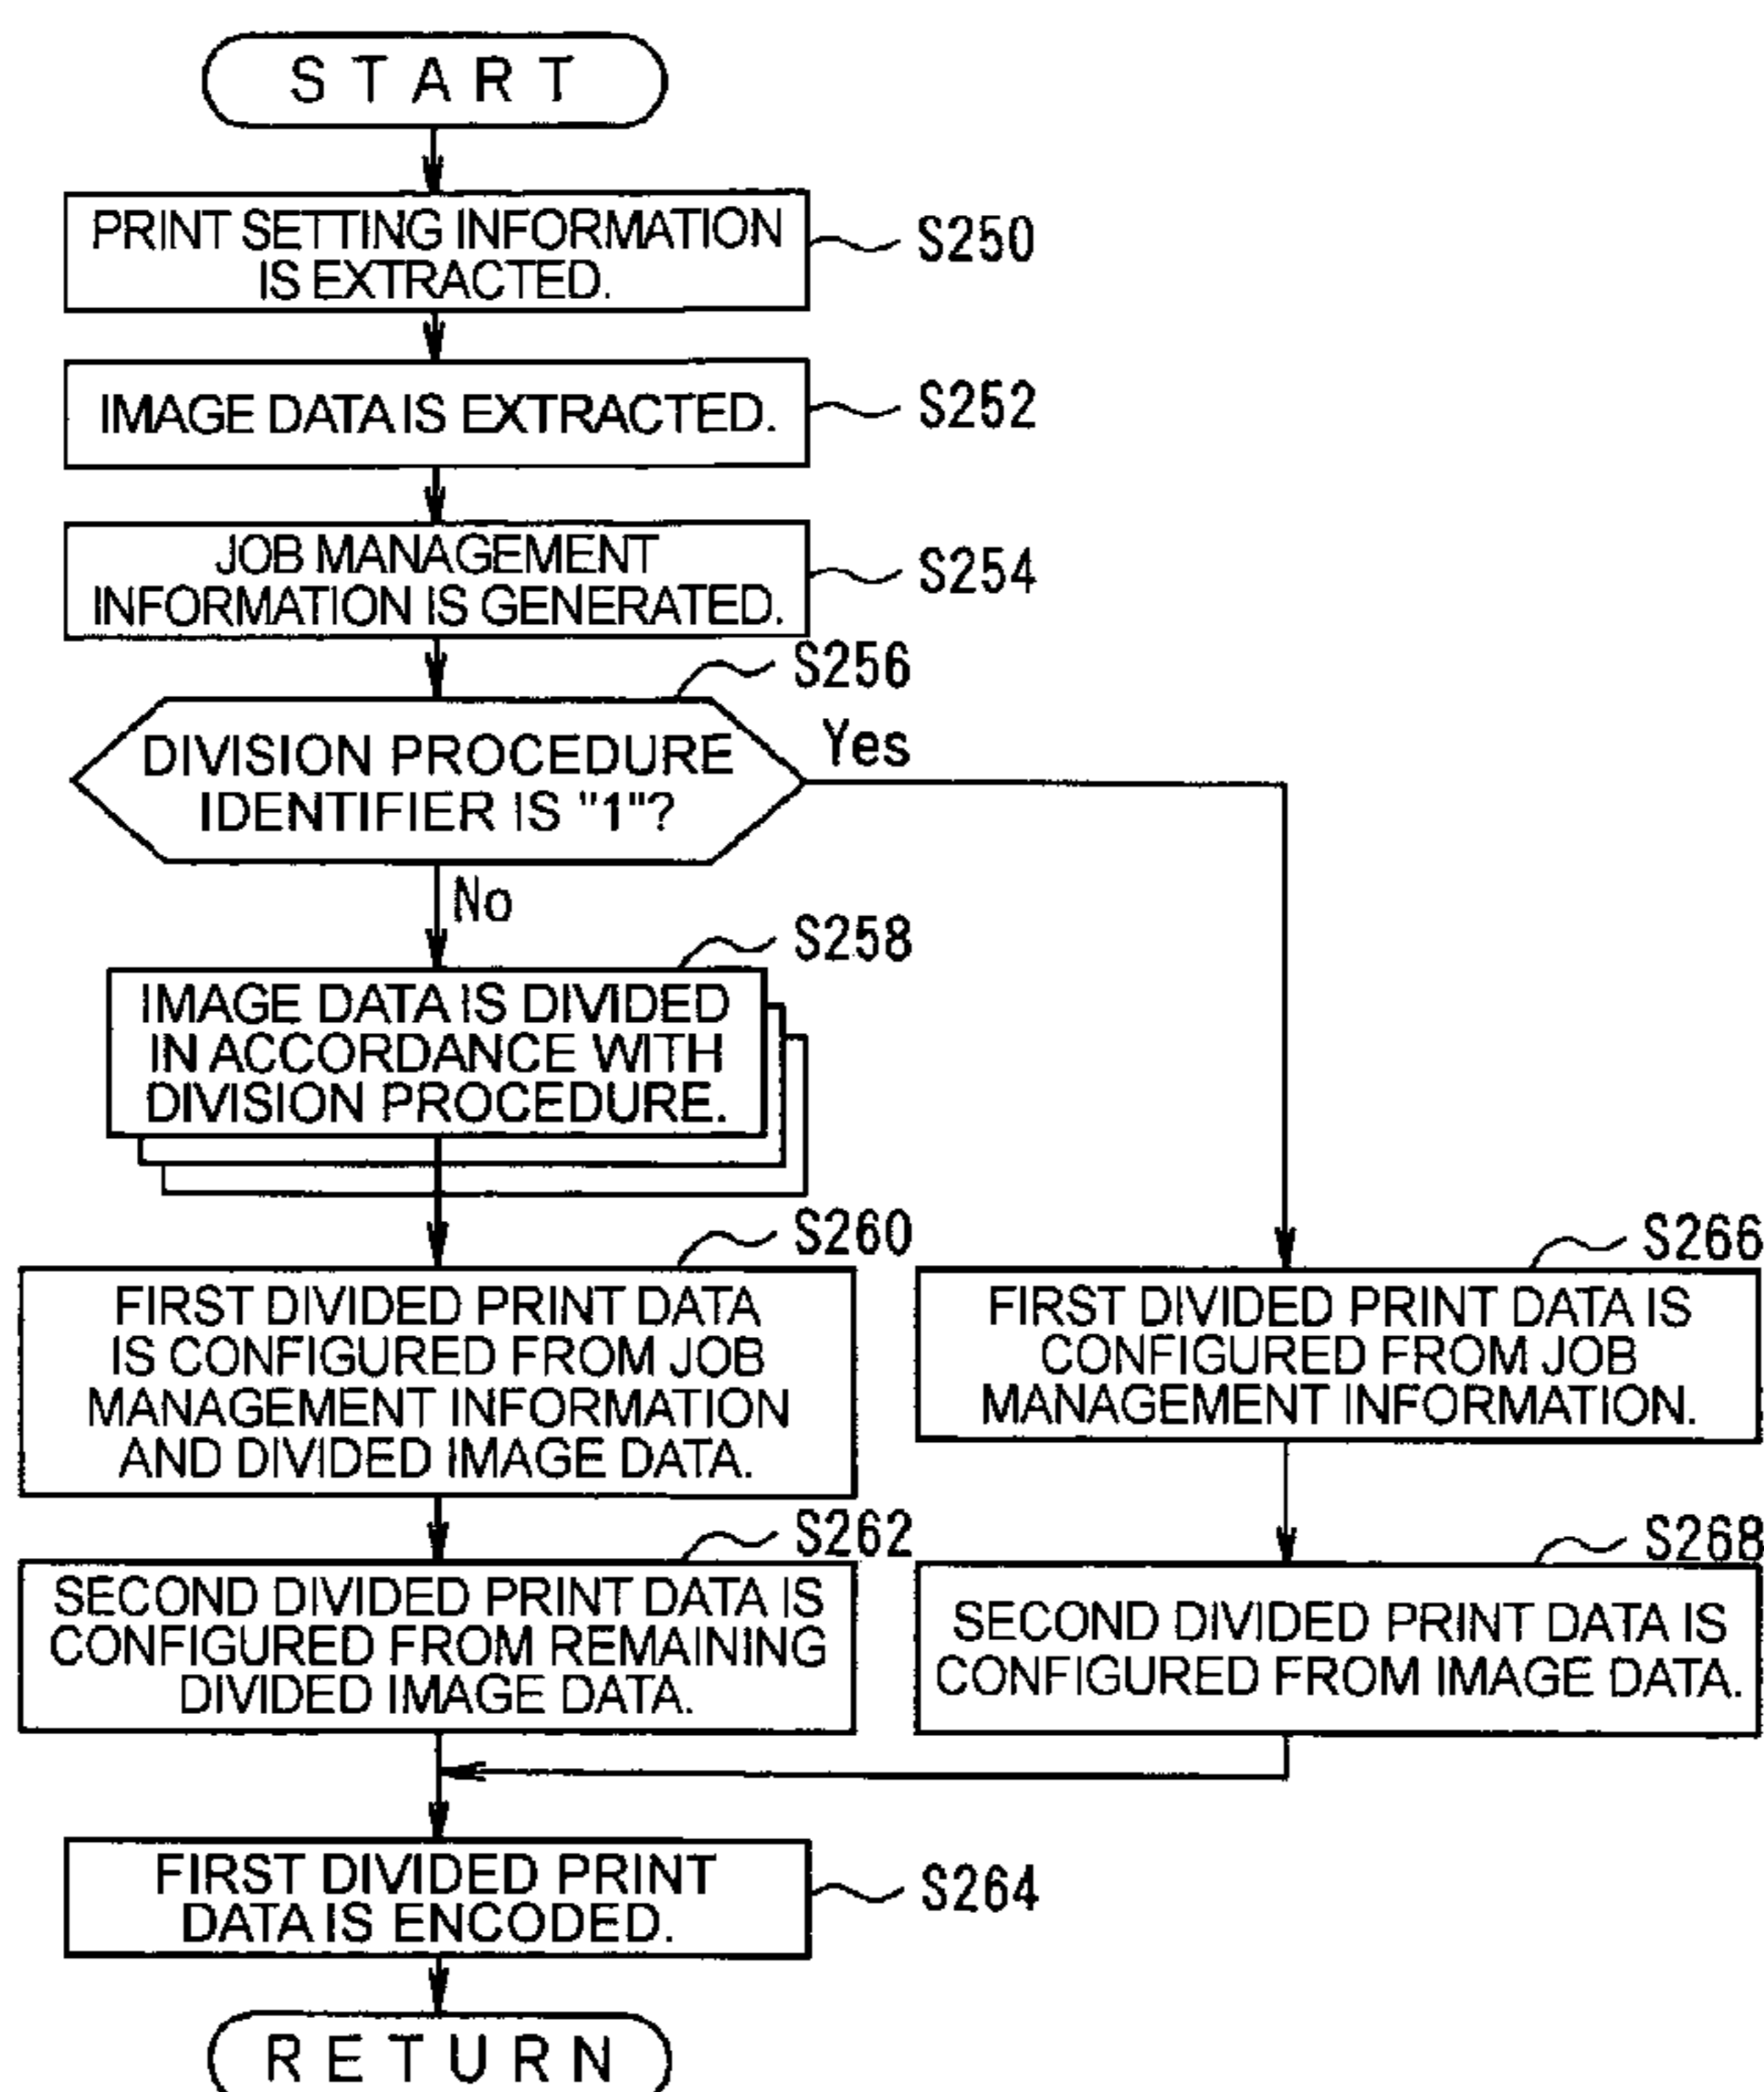 START
PRINT SETTING INFORMATION
IS EXTRACTED.
S250
IMAGE DATA IS EXTRACTED.
S252
JOB MANAGEMENT
INFORMATION IS GENERATED.
S254
S256
DIVISION PROCEDURE
IDENTIFIER IS "1"?
Yes
No
S258
IMAGE DATA IS DIVIDED
IN ACCORDANCE WITH
DIVISION PROCEDURE.
S260
FIRST DIVIDED PRINT DATA
IS CONFIGURED FROM JOB
MANAGEMENT INFORMATION
AND DIVIDED IMAGE DATA.
S266
FIRST DIVIDED PRINT DATA IS
CONFIGURED FROM JOB
MANAGEMENT INFORMATION.
S262
SECOND DIVIDED PRINT DATA IS
CONFIGURED FROM REMAINING
DIVIDED IMAGE DATA.
S268
SECOND DIVIDED PRINT DATA IS
CONFIGURED FROM IMAGE DATA.
FIRST DIVIDED PRINT
DATA IS ENCODED.
S264
RETURN